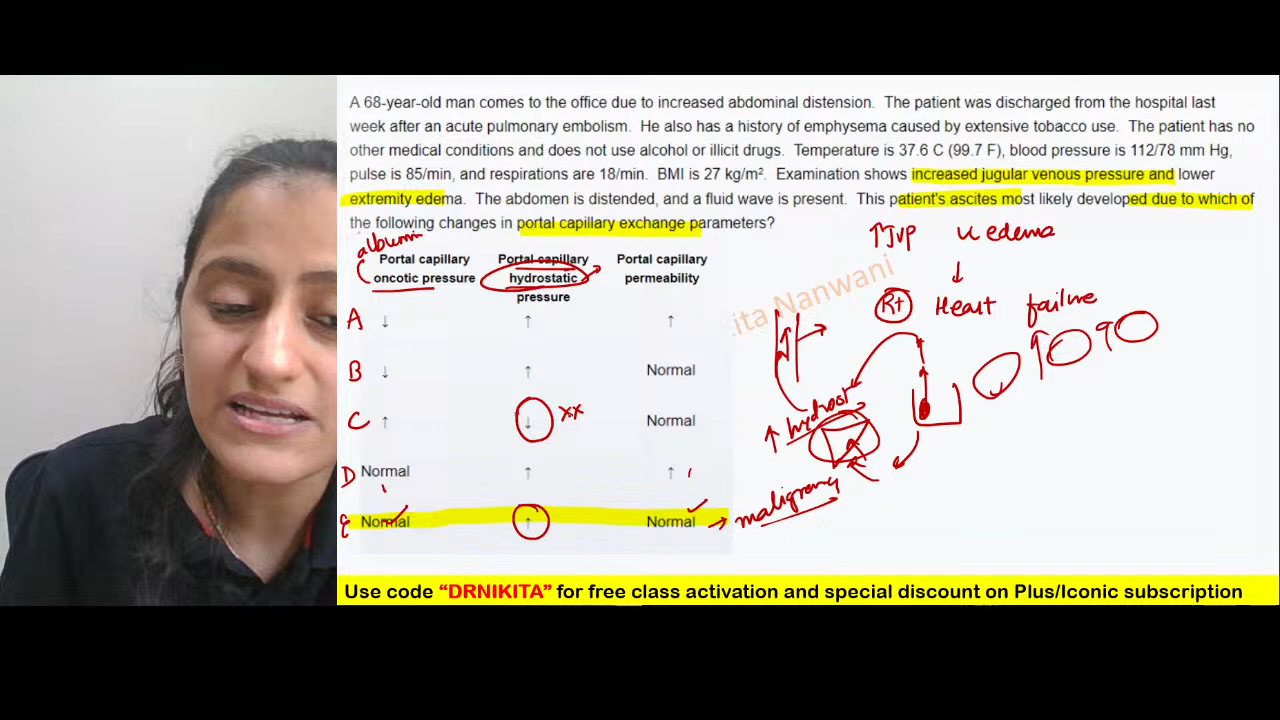 A 68-year-old man comes to the office due to increased abdominal distension. The patient was discharged from the hospital last
week after an acute pulmonary embolism. He also has a history of emphysema caused by extensive tobacco use. The patient has no
other medical conditions and does not use alcohol or illicit drugs. Temperature is 37.6 C (99.7 F), blood pressure is 112/78 mm Hg,
pulse is 85/min, and respirations are 18/min. BMI is 27 kg/m². Examination shows increased jugular venous pressure and lower
extremity edema. The abdomen is distended, and a fluid wave is present. This patient's ascites most likely developed due to which of
the following changes in portal capillary exchange parameters?
albumin
Portal capillary oncotic pressure
Portal capillary hydrostatic pressure
Portal capillary permeability
A ↓ ↑ ↑
B ↓ ↑ Normal
C ↑ ↓ xx Normal
D Normal ↑ ↑
E Normal ↑ Normal → malignancy
↑JVP LL edema
↓
Rt Heart failure
↑ hydrost
ita Nanwani
Use code “DRNIKITA” for free class activation and special discount on Plus/Iconic subscription